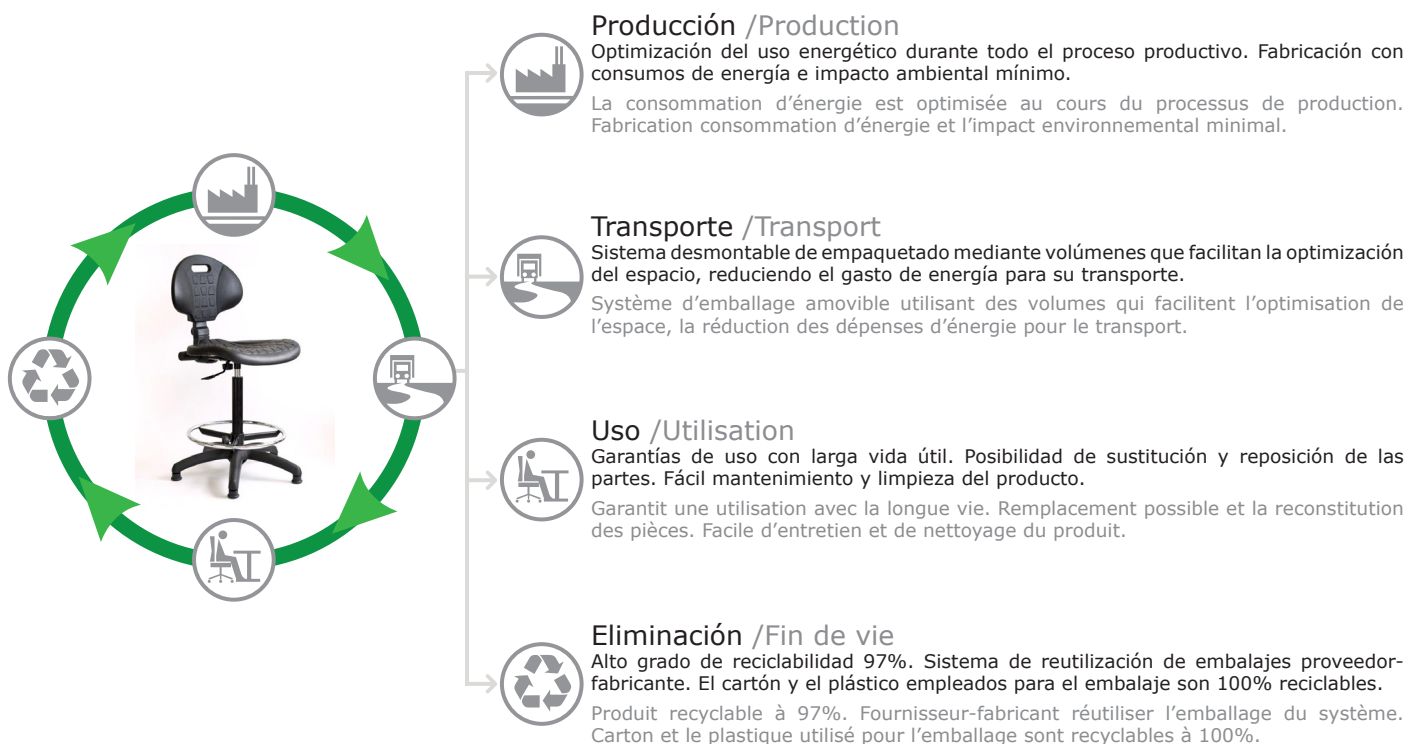 Producción /Production
Optimización del uso energético durante todo el proceso productivo. Fabricación con
consumos de energía e impacto ambiental mínimo.
La consommation d’énergie est optimisée au cours du processus de production.
Fabrication consommation d’énergie et l’impact environnemental minimal.
Transporte /Transport
Sistema desmontable de empaquetado mediante volúmenes que facilitan la optimización
del espacio, reduciendo el gasto de energía para su transporte.
Système d’emballage amovible utilisant des volumes qui facilitent l’optimisation de
l’espace, la réduction des dépenses d’énergie pour le transport.
Uso /Utilisation
Garantías de uso con larga vida útil. Posibilidad de sustitución y reposición de las
partes. Fácil mantenimiento y limpieza del producto.
Garantit une utilisation avec la longue vie. Remplacement possible et la reconstitution
des pièces. Facile d’entretien et de nettoyage du produit.
Eliminación /Fin de vie
Alto grado de reciclabilidad 97%. Sistema de reutilización de embalajes proveedor-
fabricante. El cartón y el plástico empleados para el embalaje son 100% reciclables.
Produit recyclable à 97%. Fournisseur-fabricant réutiliser l’emballage du système.
Carton et le plastique utilisé pour l’emballage sont recyclables à 100%.